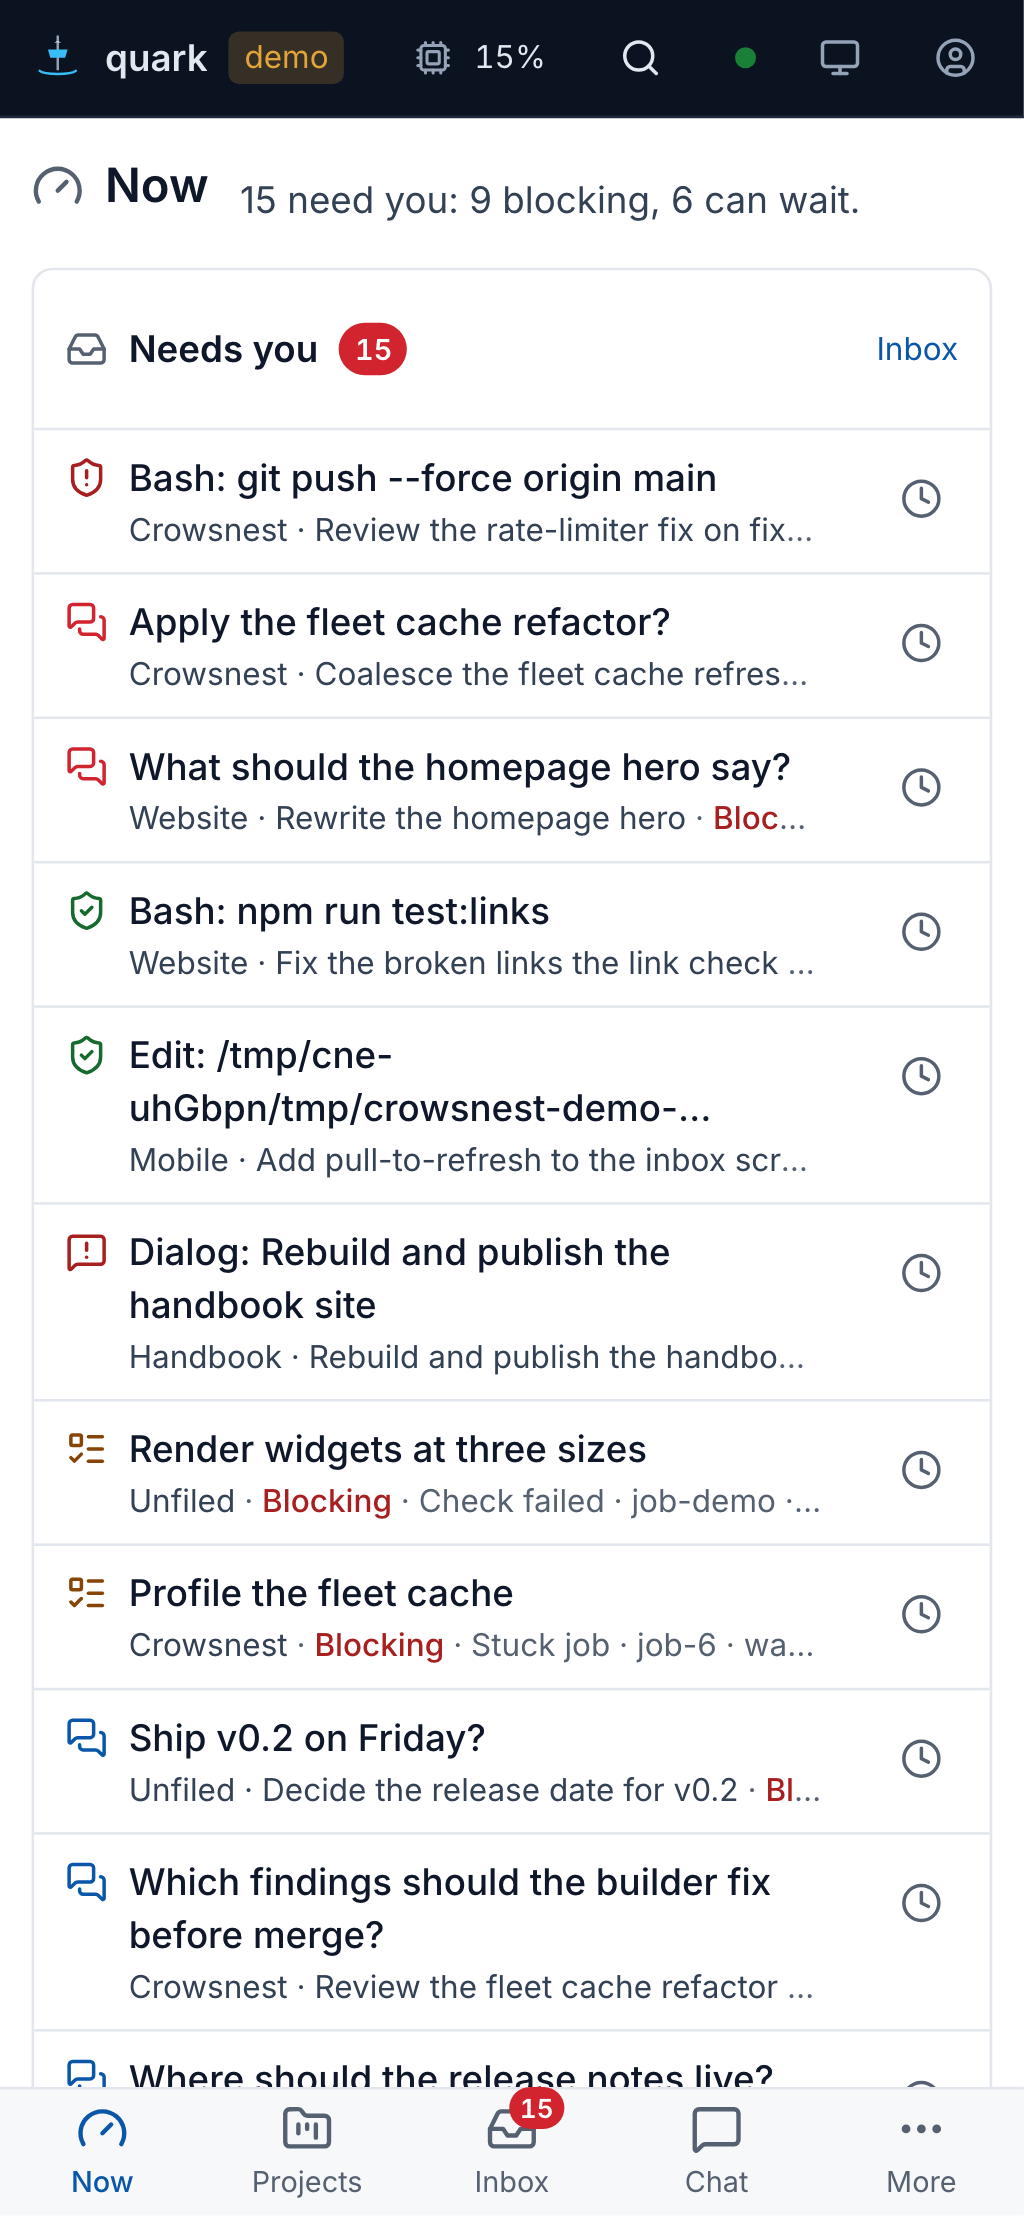 quark demo 15%
Now 15 need you: 9 blocking, 6 can wait.
Needs you 15 Inbox
Bash: git push --force origin main
Crowsnest · Review the rate-limiter fix on fix...
Apply the fleet cache refactor?
Crowsnest · Coalesce the fleet cache refres...
What should the homepage hero say?
Website · Rewrite the homepage hero · Bloc...
Bash: npm run test:links
Website · Fix the broken links the link check ...
Edit: /tmp/cne-
uhGbpn/tmp/crowsnest-demo-...
Mobile · Add pull-to-refresh to the inbox scr...
Dialog: Rebuild and publish the
handbook site
Handbook · Rebuild and publish the handbo...
Render widgets at three sizes
Unfiled · Blocking · Check failed · job-demo ·...
Profile the fleet cache
Crowsnest · Blocking · Stuck job · job-6 · wa...
Ship v0.2 on Friday?
Unfiled · Decide the release date for v0.2 · Bl...
Which findings should the builder fix
before merge?
Crowsnest · Review the fleet cache refactor ...
Where should the release notes live?
15
Now Projects Inbox Chat More